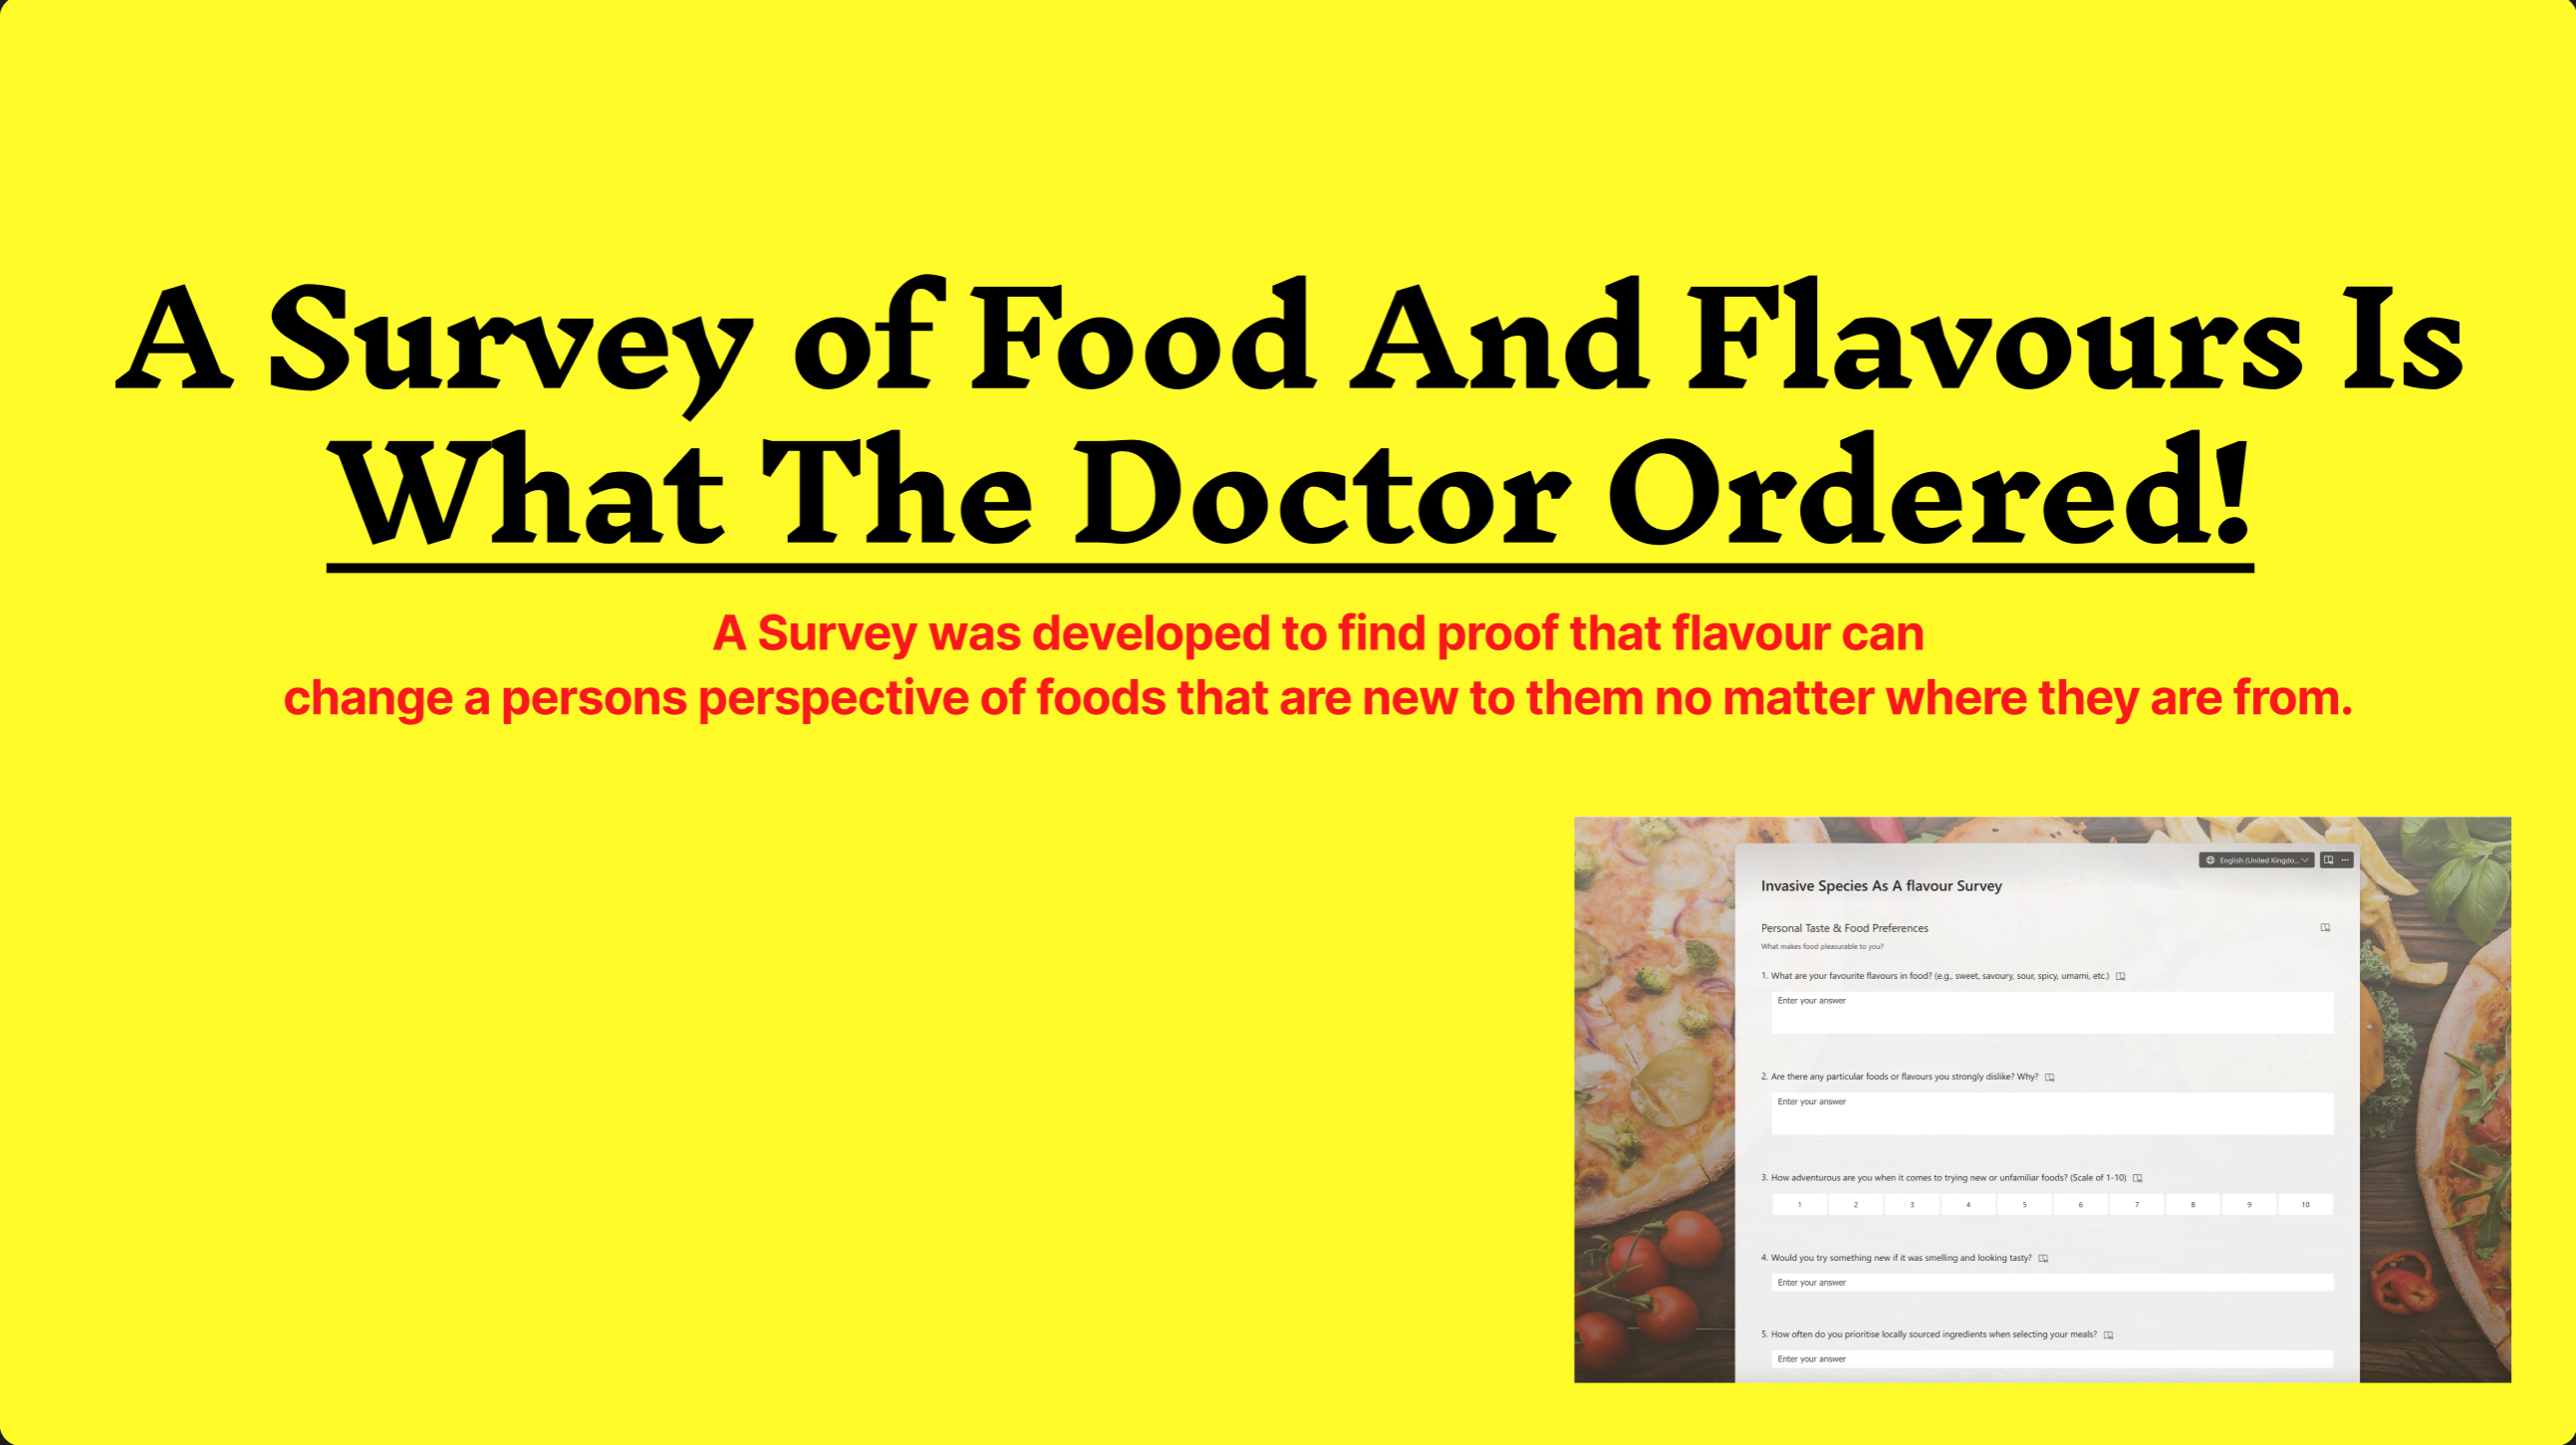 A Survey of Food And Flavours Is
What The Doctor Ordered!
A Survey was developed to find proof that flavour can
change a persons perspective of foods that are new to them no matter where they are from.
English (United Kingdo...
Invasive Species As A flavour Survey
Personal Taste & Food Preferences
What makes food pleasurable to you?
1. What are your favourite flavours in food? (e.g., sweet, savoury, sour, spicy, umami, etc.)
Enter your answer
2. Are there any particular foods or flavours you strongly dislike? Why?
Enter your answer
3. How adventurous are you when it comes to trying new or unfamiliar foods? (Scale of 1-10)
1 2 3 4 5 6 7 8 9 10
4. Would you try something new if it was smelling and looking tasty?
Enter your answer
5. How often do you prioritise locally sourced ingredients when selecting your meals?
Enter your answer